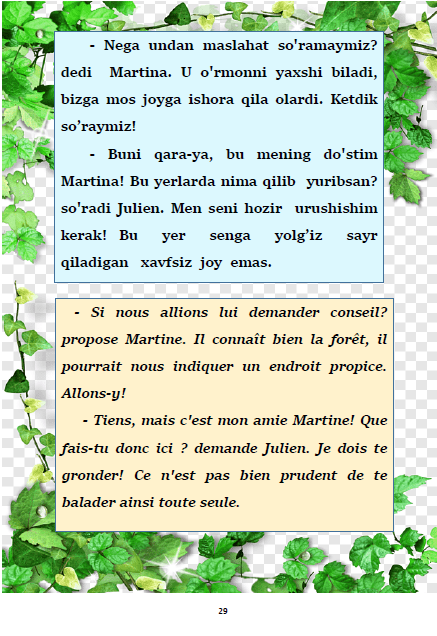 - Nega undan maslahat so'ramaymiz?
dedi Martina. U o'rmonni yaxshi biladi,
bizga mos joyga ishora qila olardi. Ketdik
so’raymiz!
- Buni qara-ya, bu mening do'stim
Martina! Bu yerlarda nima qilib yuribsan?
so'radi Julien. Men seni hozir urushishim
kerak! Bu yer senga yolg’iz sayr
qiladigan xavfsiz joy emas.
- Si nous allions lui demander conseil?
propose Martine. Il connaît bien la forêt, il
pourrait nous indiquer un endroit propice.
Allons-y!
- Tiens, mais c'est mon amie Martine! Que
fais-tu donc ici ? demande Julien. Je dois te
gronder! Ce n'est pas bien prudent de te
balader ainsi toute seule.
29